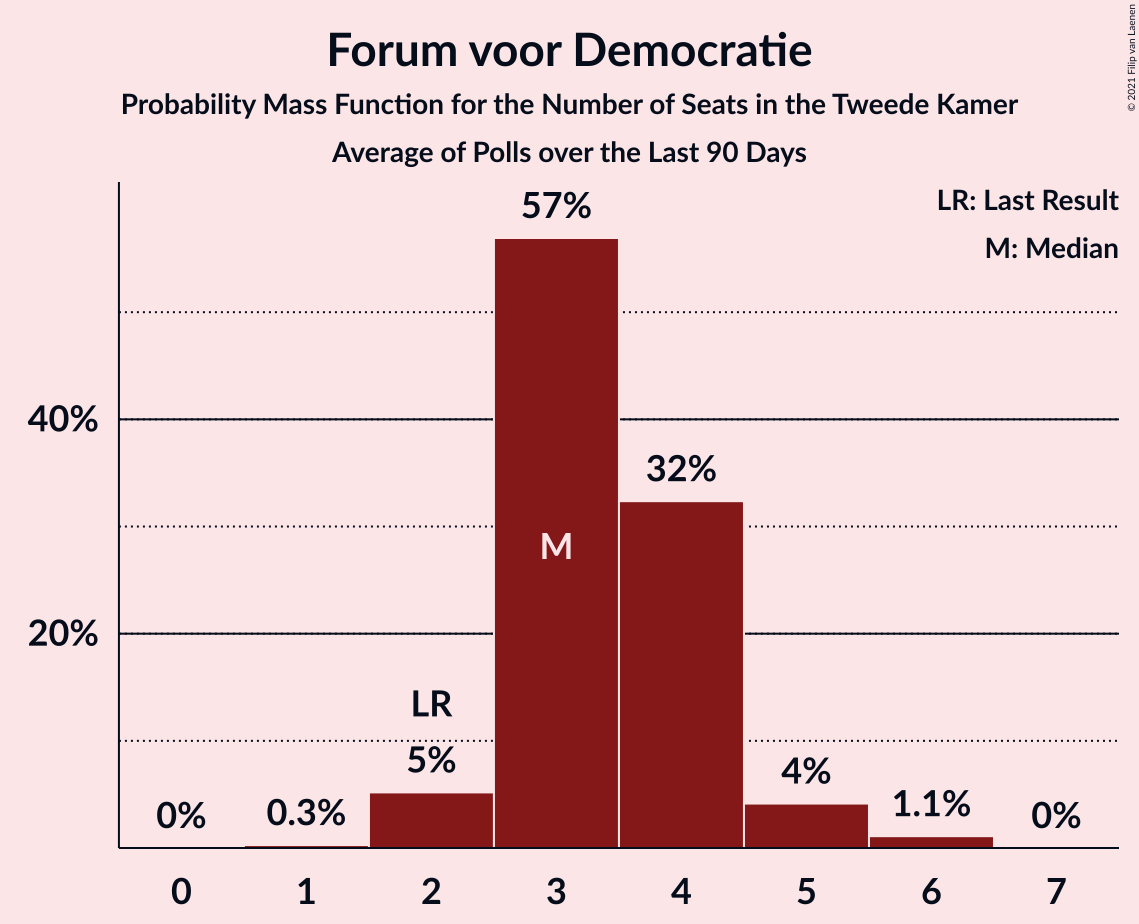 Forum voor Democratie
Probability Mass Function for the Number of Seats in the Tweede Kamer
Average of Polls over the Last 90 Days
© 2021 Filip van Laenen
LR: Last Result
M: Median
57%
40%
32%
M
20%
LR
5%
4%
1.1%
0.3%
0%
0%
0 1 2 3 4 5 6 7